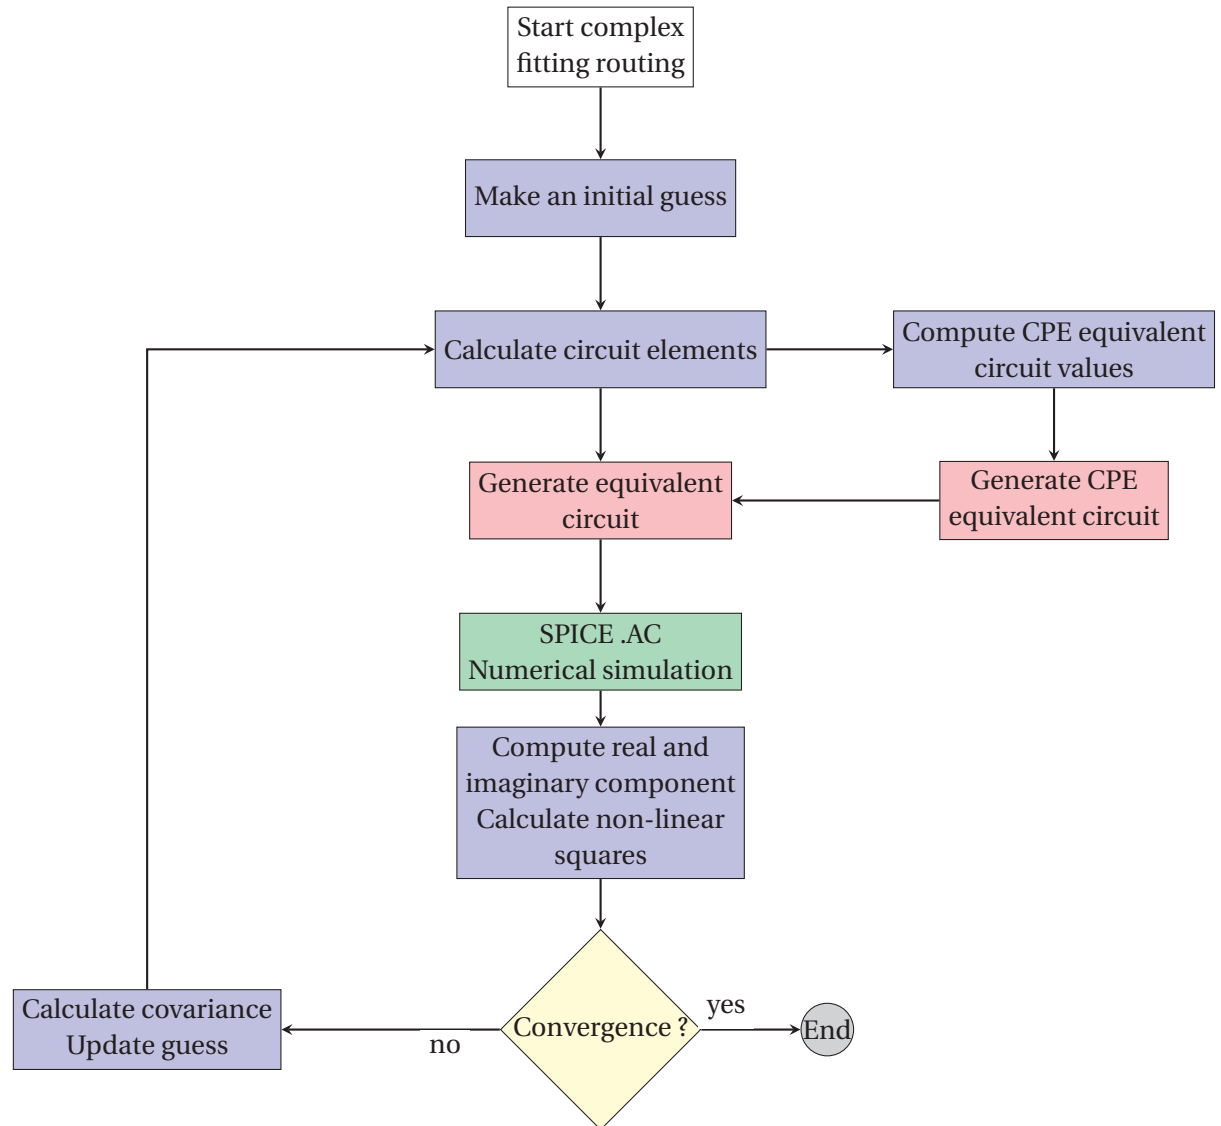 Start complex
fitting routing
Make an initial guess
Calculate circuit elements
Compute CPE equivalent
circuit values
Generate equivalent
circuit
Generate CPE
equivalent circuit
SPICE .AC
Numerical simulation
Compute real and
imaginary component
Calculate non-linear
squares
Calculate covariance
Update guess
no
Convergence ?
yes
End